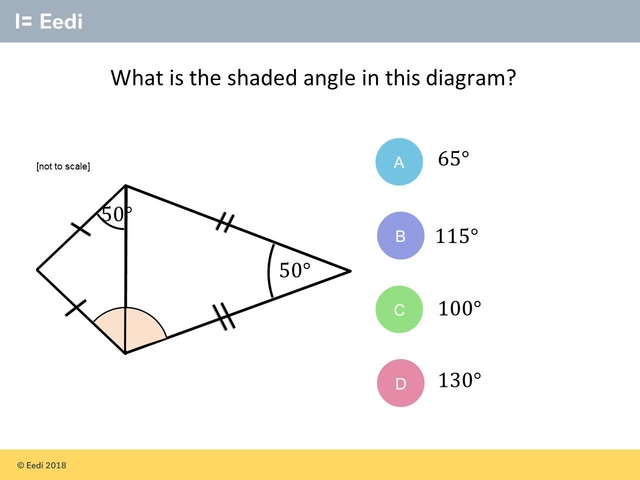 Eedi
What is the shaded angle in this diagram?
[not to scale]
50°
50°
A 65°
B 115°
C 100°
D 130°
© Eedi 2018